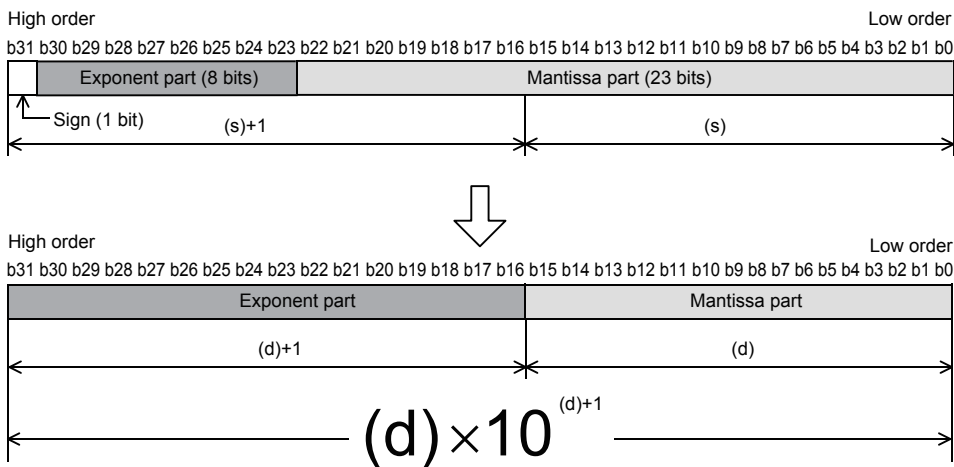 High order Low order
b31 b30 b29 b28 b27 b26 b25 b24 b23 b22 b21 b20 b19 b18 b17 b16 b15 b14 b13 b12 b11 b10 b9 b8 b7 b6 b5 b4 b3 b2 b1 b0
Exponent part (8 bits) Mantissa part (23 bits)
Sign (1 bit) (s)+1 (s)
High order Low order
b31 b30 b29 b28 b27 b26 b25 b24 b23 b22 b21 b20 b19 b18 b17 b16 b15 b14 b13 b12 b11 b10 b9 b8 b7 b6 b5 b4 b3 b2 b1 b0
Exponent part Mantissa part
(d)+1 (d)
(d)×10 (d)+1